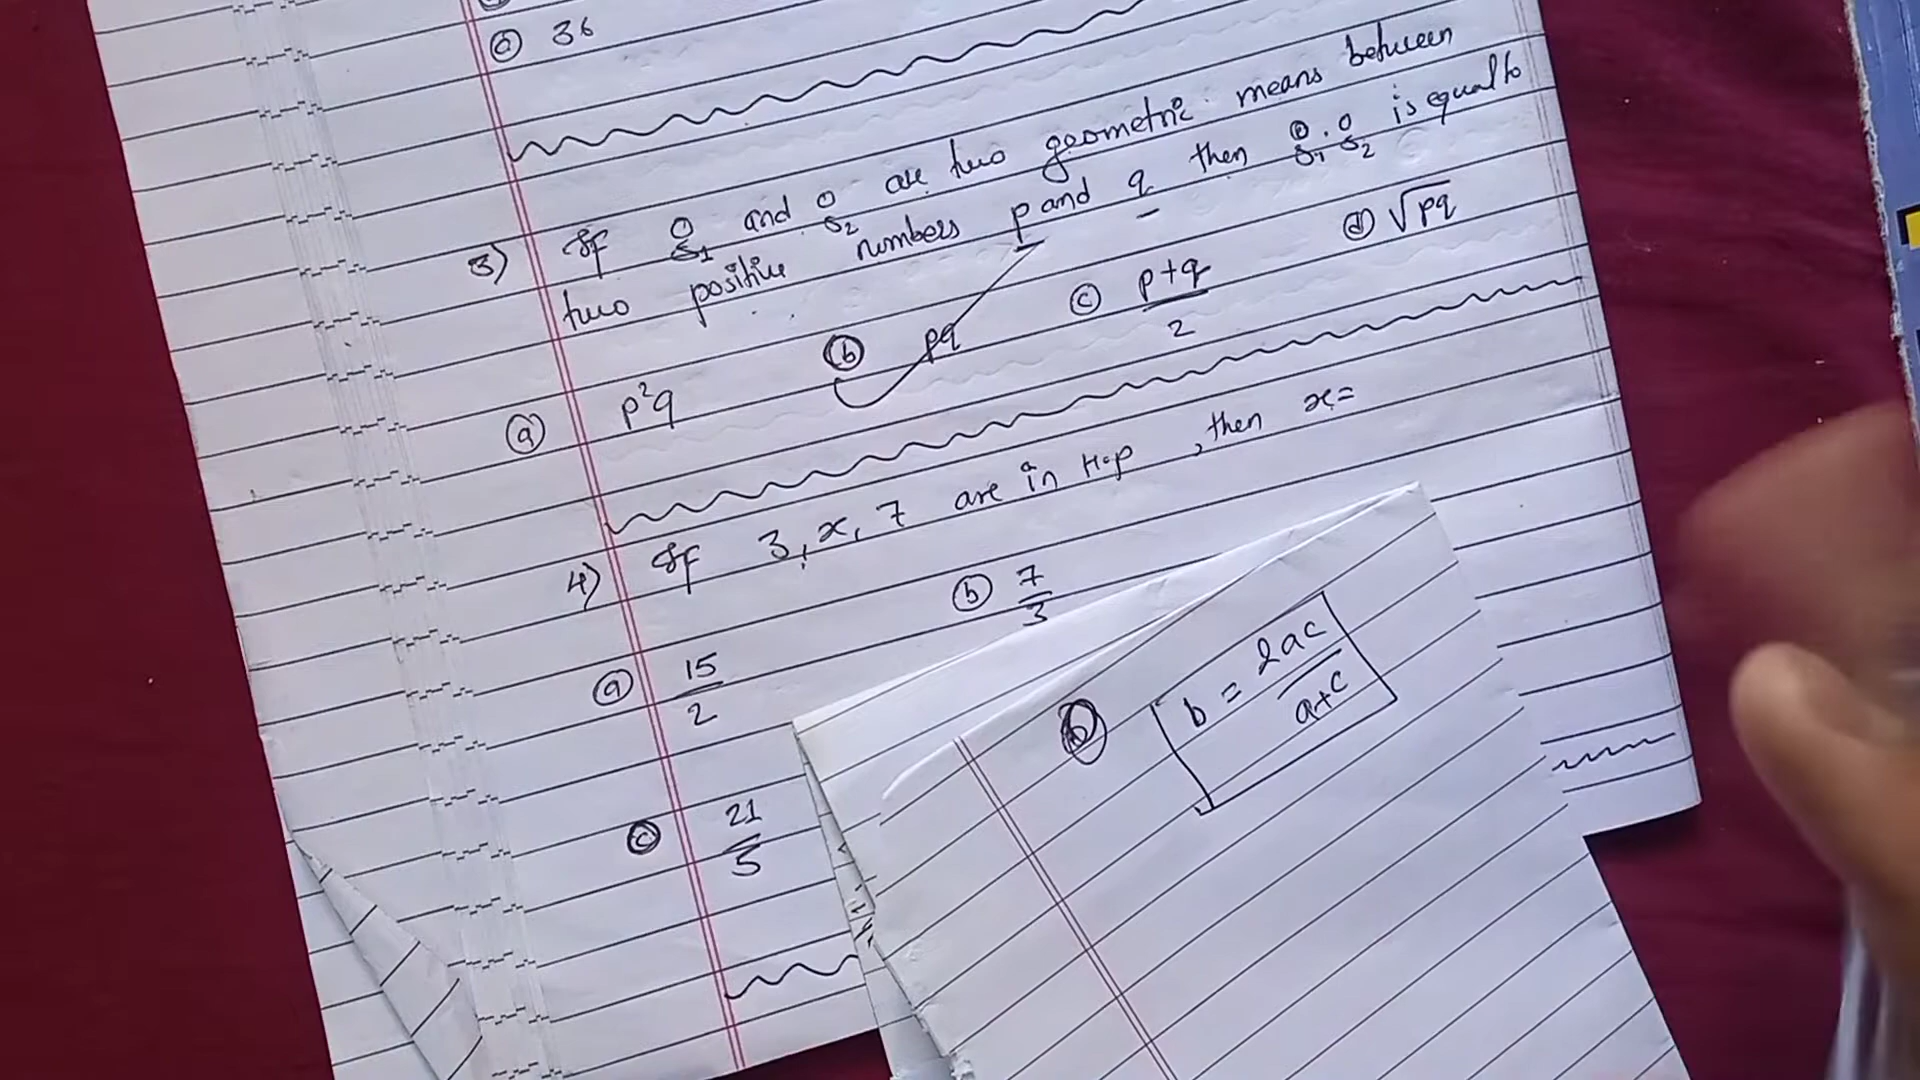 (a) 36
3) If g1 and g2 are two geometric means between
two positive numbers p and q then g1.g2 is equal to
(a) p²q (b) pq (c) p+q/2 (d) √pq
4) If 3, x, 7 are in H.P, then x=
(a) 15/2 (b) 7/3
(c) 21/5
(b) b = 2ac/a+c